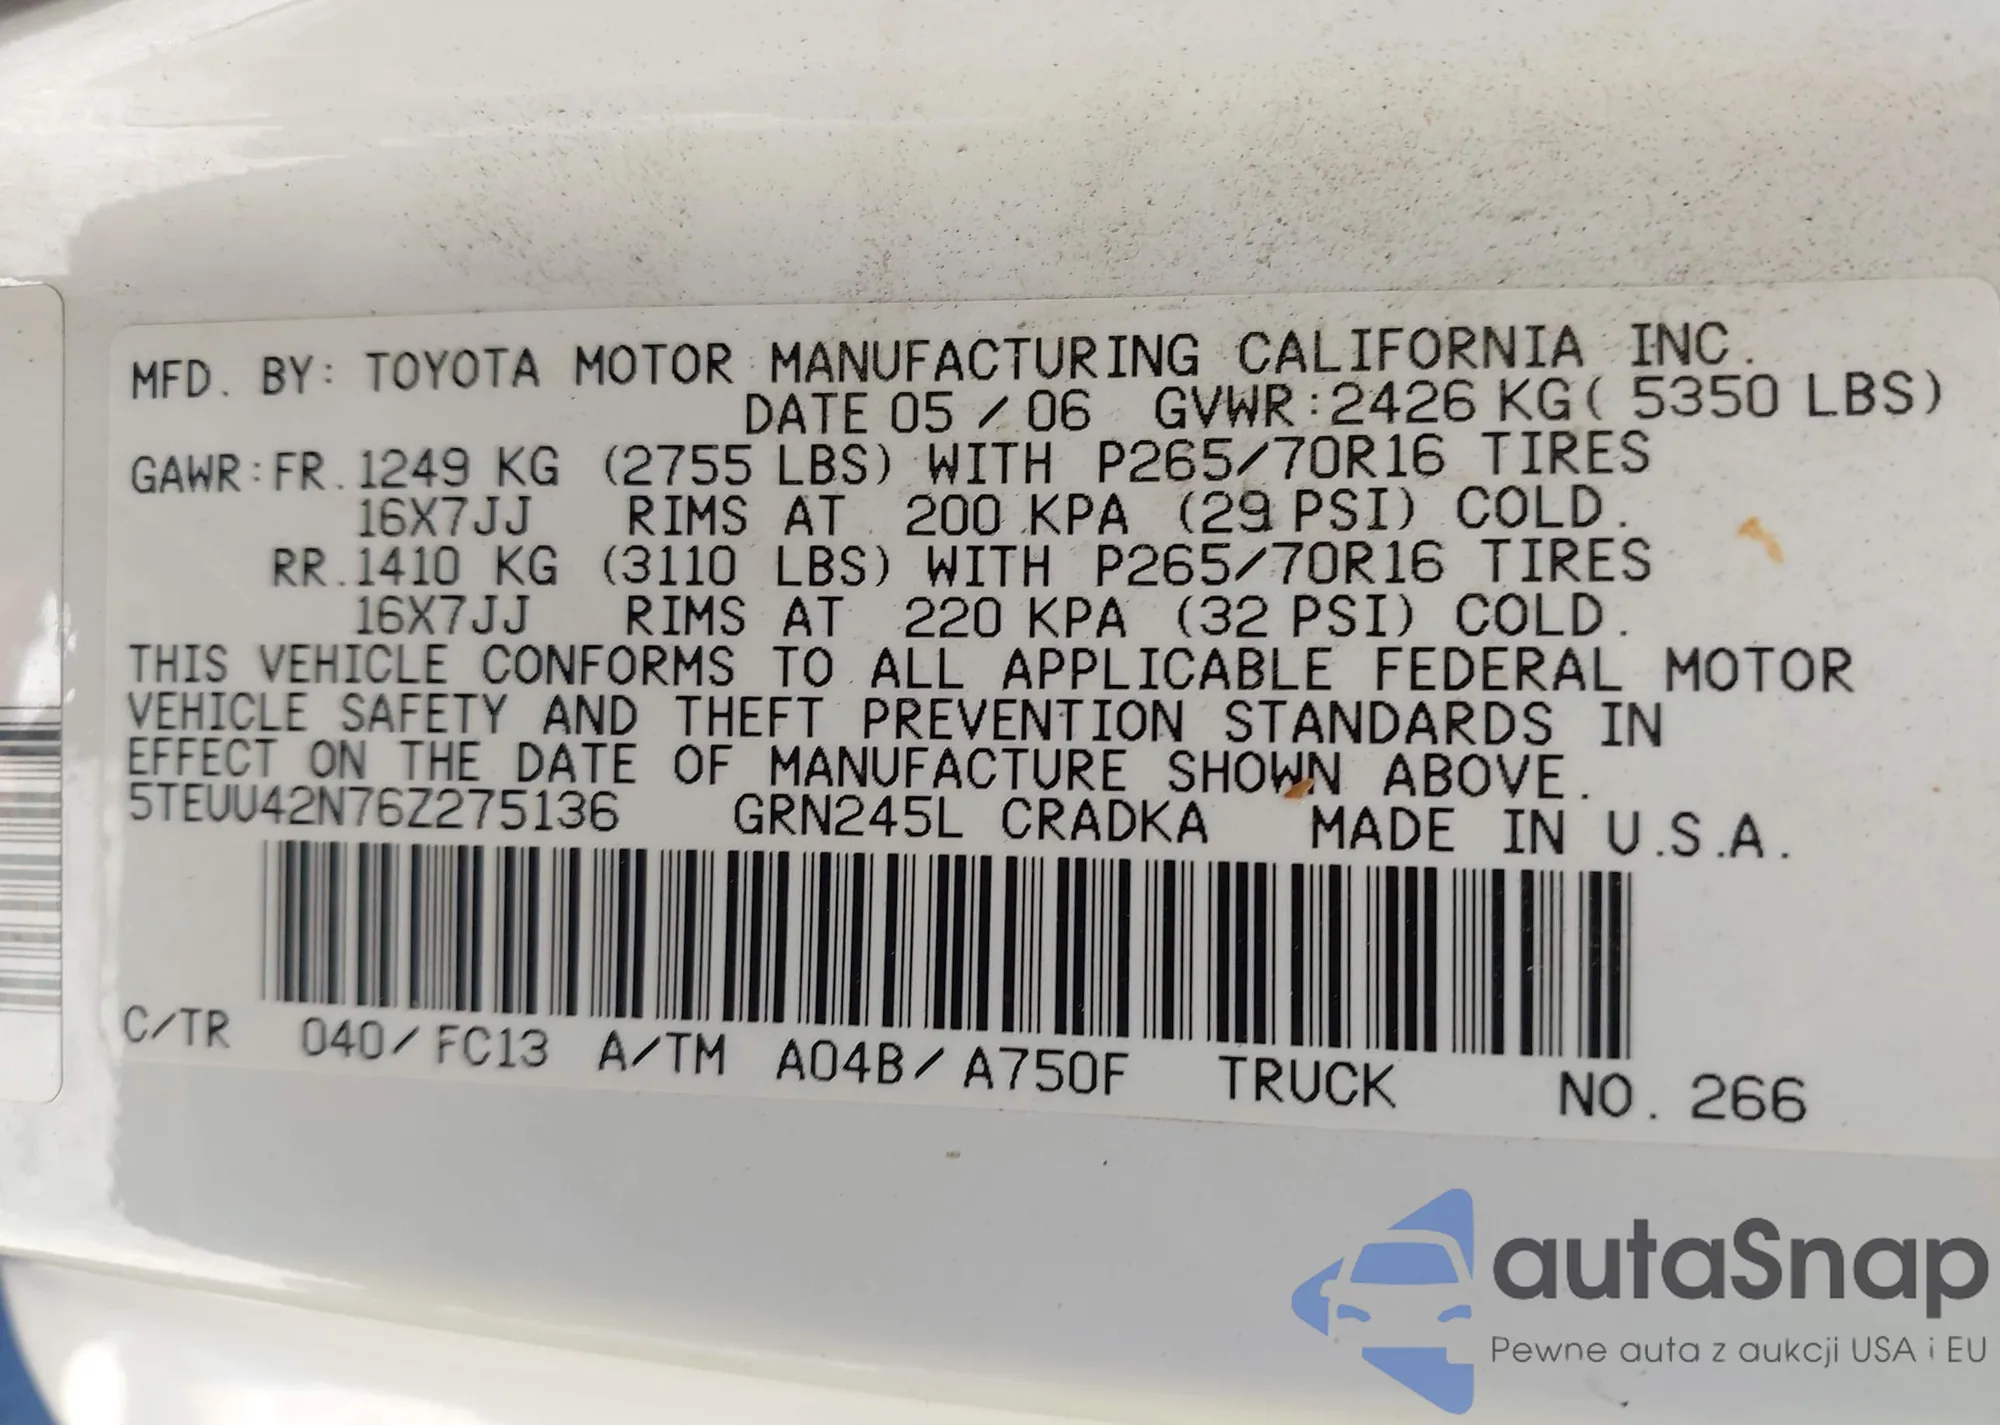 MFD. BY: TOYOTA MOTOR MANUFACTURING CALIFORNIA INC.
DATE 05 / 06 GVWR: 2426 KG ( 5350 LBS)
GAWR: FR. 1249 KG (2755 LBS) WITH P265/70R16 TIRES
16X7JJ RIMS AT 200 KPA (29 PSI) COLD.
RR. 1410 KG (3110 LBS) WITH P265/70R16 TIRES
16X7JJ RIMS AT 220 KPA (32 PSI) COLD.
THIS VEHICLE CONFORMS TO ALL APPLICABLE FEDERAL MOTOR
VEHICLE SAFETY AND THEFT PREVENTION STANDARDS IN
EFFECT ON THE DATE OF MANUFACTURE SHOWN ABOVE.
5TEUU42N76Z275136 GRN245L CRADKA MADE IN U.S.A.
C/TR 040/FC13 A/TM A04B/A750F TRUCK NO. 266
autaSnap
Pewne auta z aukcji USA i EU